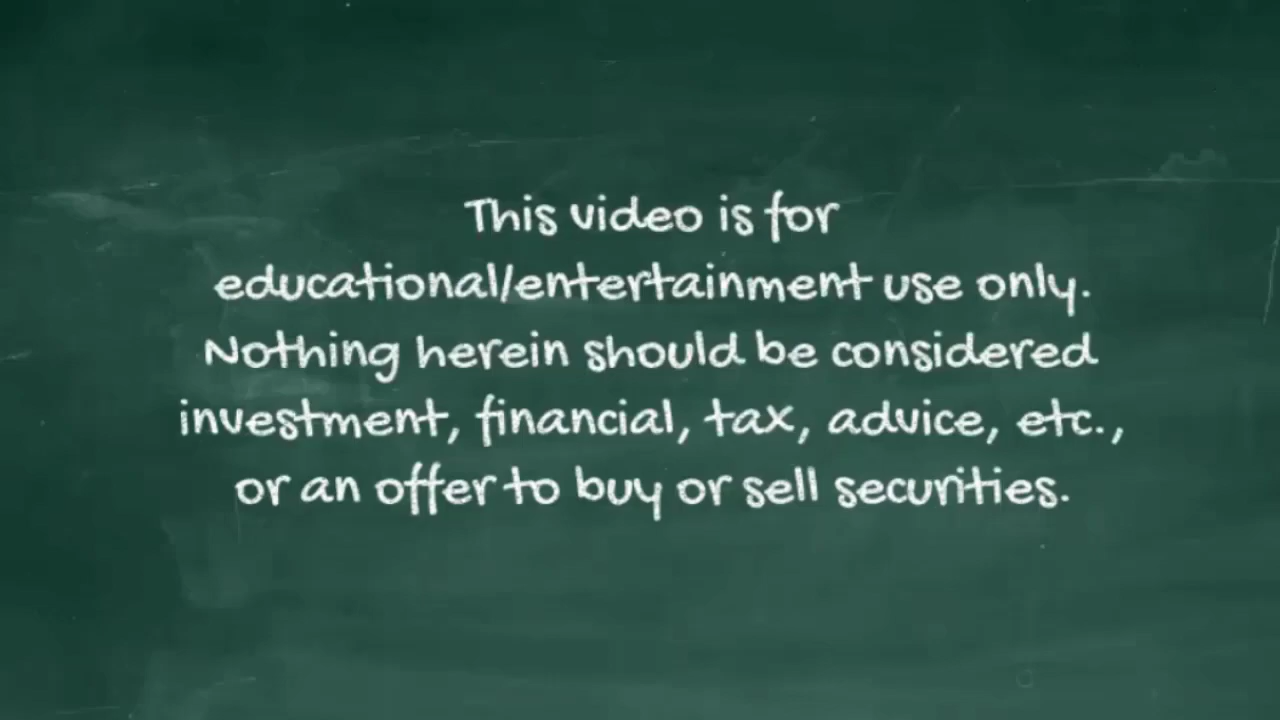 This video is for
educational/entertainment use only.
Nothing herein should be considered
investment, financial, tax, advice, etc.,
or an offer to buy or sell securities.